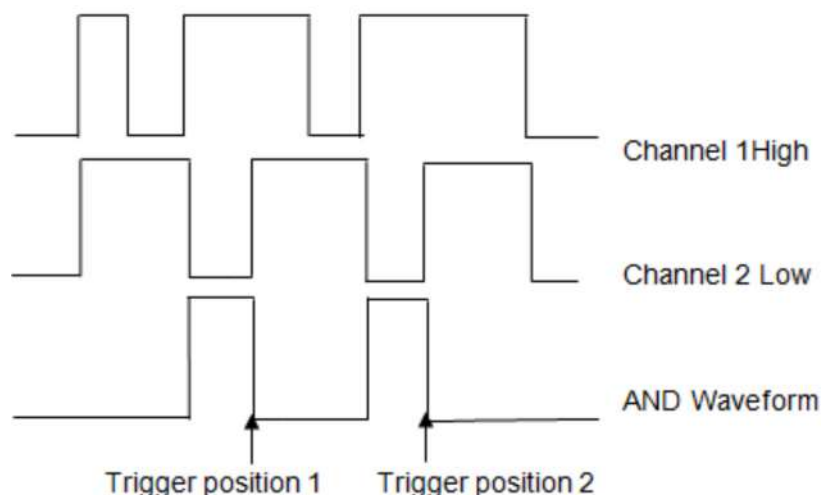 Channel 1High
Channel 2 Low
AND Waveform
Trigger position 1
Trigger position 2